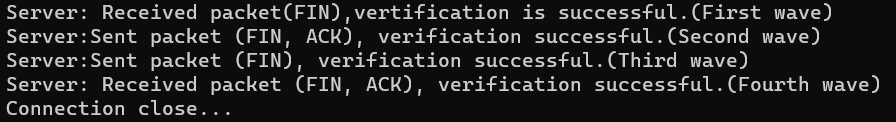 Server: Received packet(FIN),vertification is successful.(First wave)
Server:Sent packet (FIN, ACK), verification successful.(Second wave)
Server:Sent packet (FIN), verification successful.(Third wave)
Server: Received packet (FIN, ACK), verification successful.(Fourth wave)
Connection close...